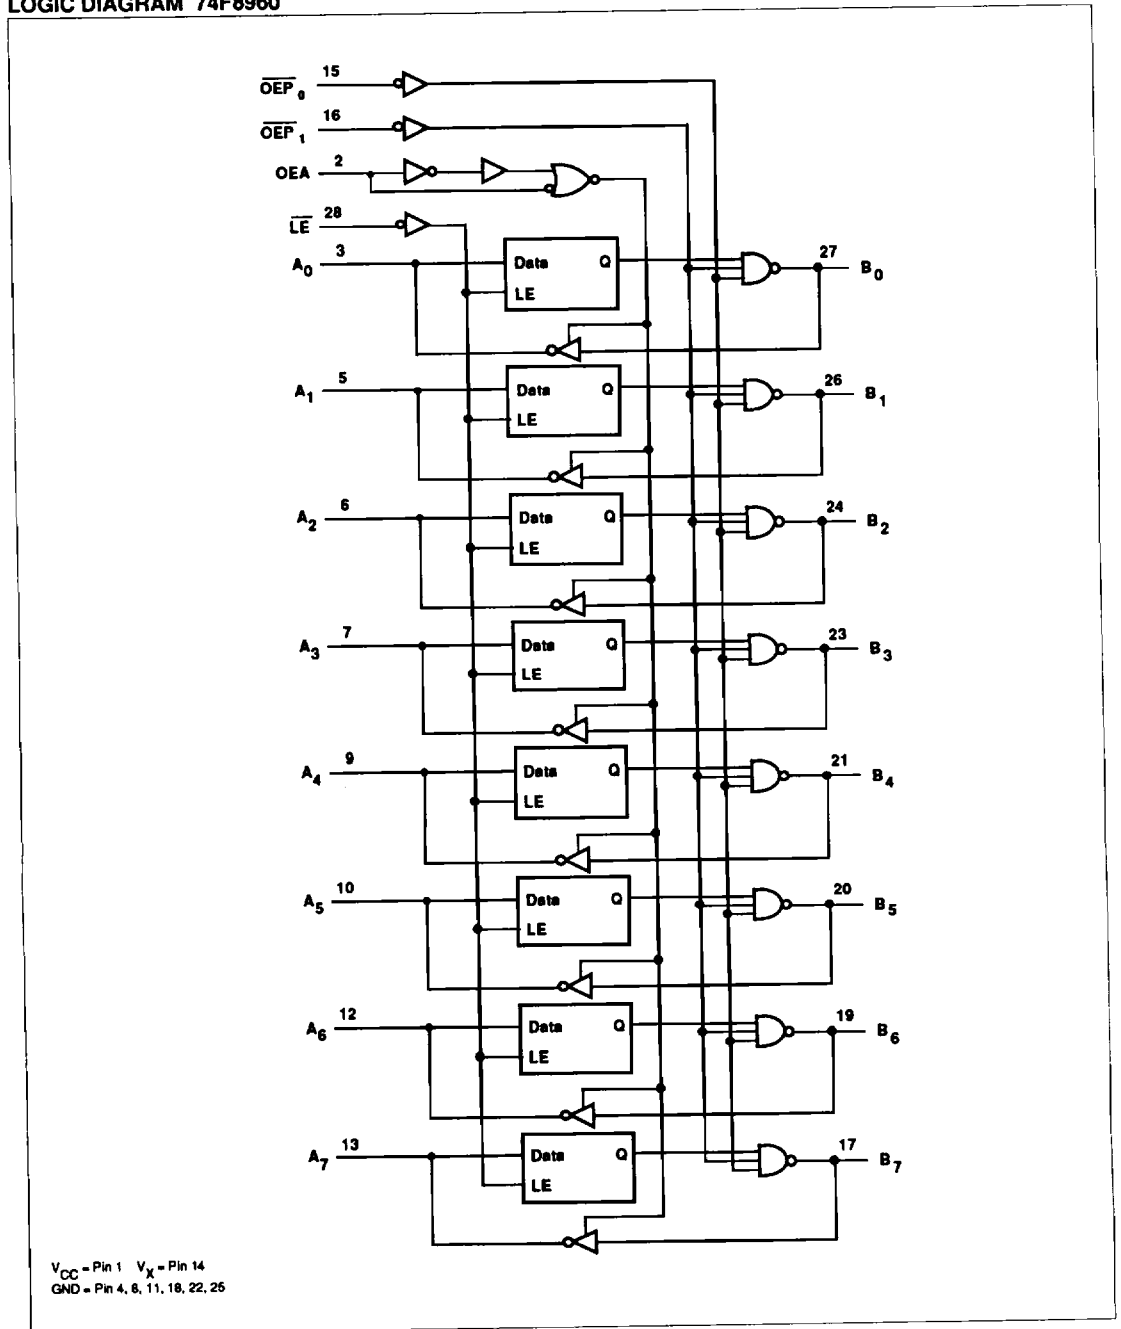 LOGIC DIAGRAM 74F8960
OEP0 15
OEP1 16
OEA 2
LE 28
A0 3 Data Q LE 27 B0
A1 5 Data Q LE 26 B1
A2 6 Data Q LE 24 B2
A3 7 Data Q LE 23 B3
A4 9 Data Q LE 21 B4
A5 10 Data Q LE 20 B5
A6 12 Data Q LE 19 B6
A7 13 Data Q LE 17 B7
VCC = Pin 1 VX = Pin 14
GND = Pin 4, 8, 11, 18, 22, 25